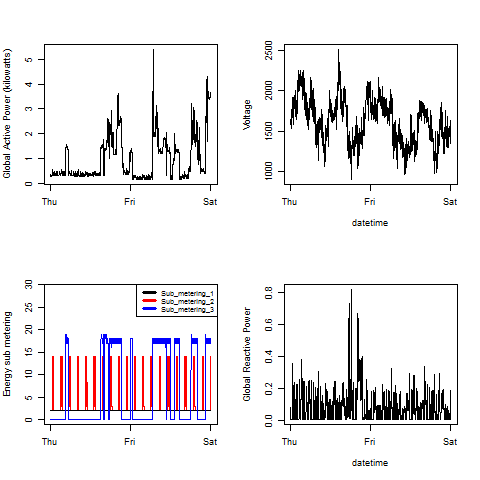 Global Active Power (kilowatts)
0 1 2 3 4 5
Thu Fri Sat
Voltage
1000 1500 2000 2500
Thu Fri Sat
datetime
Energy sub metering
0 5 10 15 20 25 30
Sub_metering_1
Sub_metering_2
Sub_metering_3
Thu Fri Sat
Global Reactive Power
0.0 0.2 0.4 0.6 0.8
Thu Fri Sat
datetime